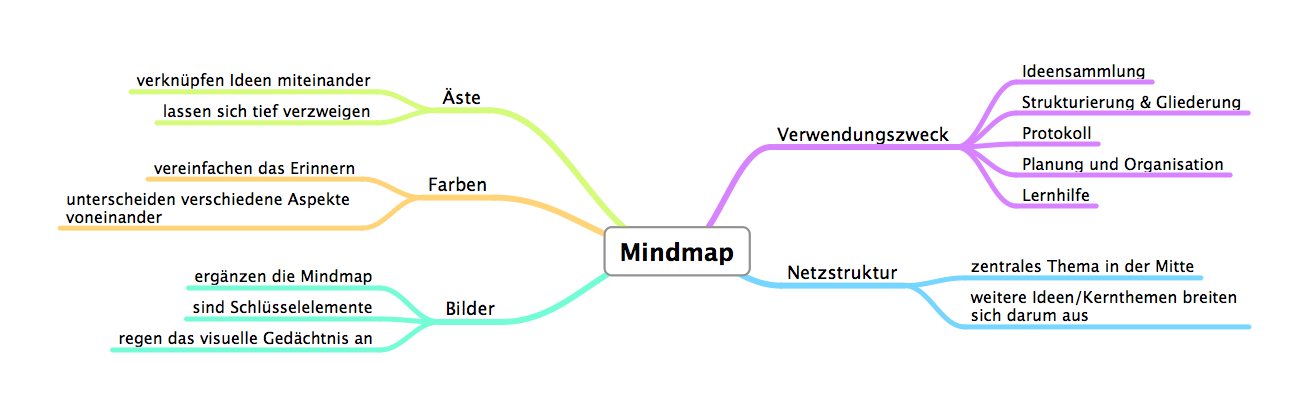 verknüpfen Ideen miteinander
lassen sich tief verzweigen
Äste
vereinfachen das Erinnern
unterscheiden verschiedene Aspekte
voneinander
Farben
ergänzen die Mindmap
sind Schlüsselelemente
regen das visuelle Gedächtnis an
Bilder
Mindmap
Verwendungszweck
Ideensammlung
Strukturierung & Gliederung
Protokoll
Planung und Organisation
Lernhilfe
Netzstruktur
zentrales Thema in der Mitte
weitere Ideen/Kernthemen breiten
sich darum aus